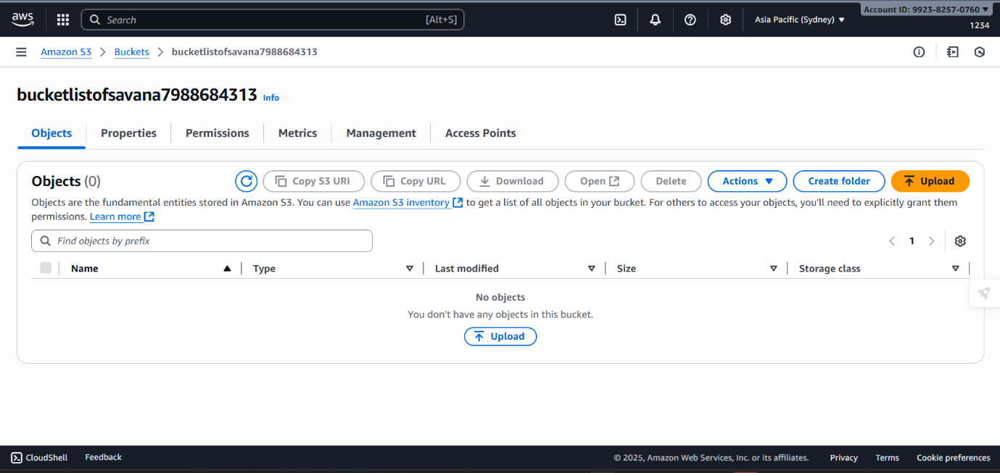 aws
Search [Alt+S]
Asia Pacific (Sydney)
Account ID: 9923-8257-0760
1234
Amazon S3 > Buckets > bucketlistofsavana7988684313
bucketlistofsavana7988684313 Info
Objects Properties Permissions Metrics Management Access Points
Objects (0) Copy S3 URI Copy URL Download Open Delete Actions Create folder Upload
Objects are the fundamental entities stored in Amazon S3. You can use Amazon S3 inventory to get a list of all objects in your bucket. For others to access your objects, you'll need to explicitly grant them
permissions. Learn more
Find objects by prefix 1
Name Type Last modified Size Storage class
No objects
You don't have any objects in this bucket.
Upload
CloudShell Feedback © 2025, Amazon Web Services, Inc. or its affiliates. Privacy Terms Cookie preferences